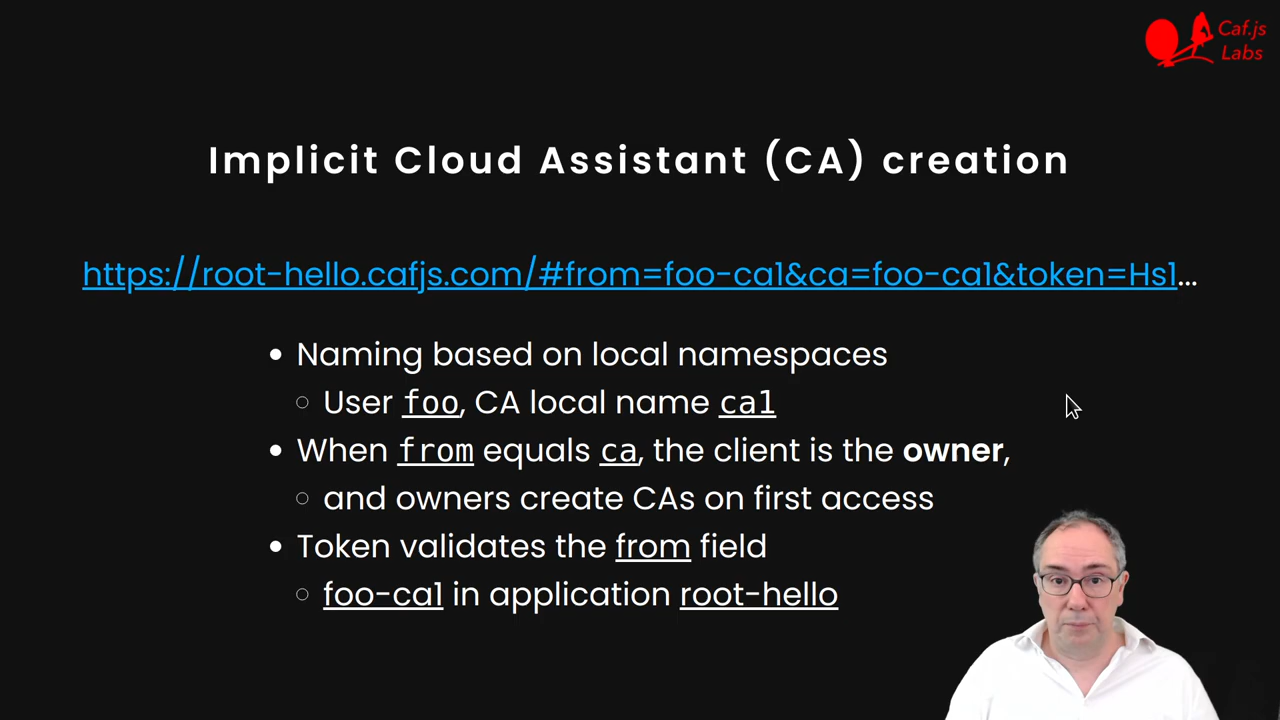 Caf.js
Labs
Implicit Cloud Assistant (CA) creation
https://root-hello.cafjs.com/#from=foo-ca1&ca=foo-ca1&token=Hs1...
Naming based on local namespaces
User foo, CA local name ca1
When from equals ca, the client is the owner,
and owners create CAs on first access
Token validates the from field
foo-ca1 in application root-hello